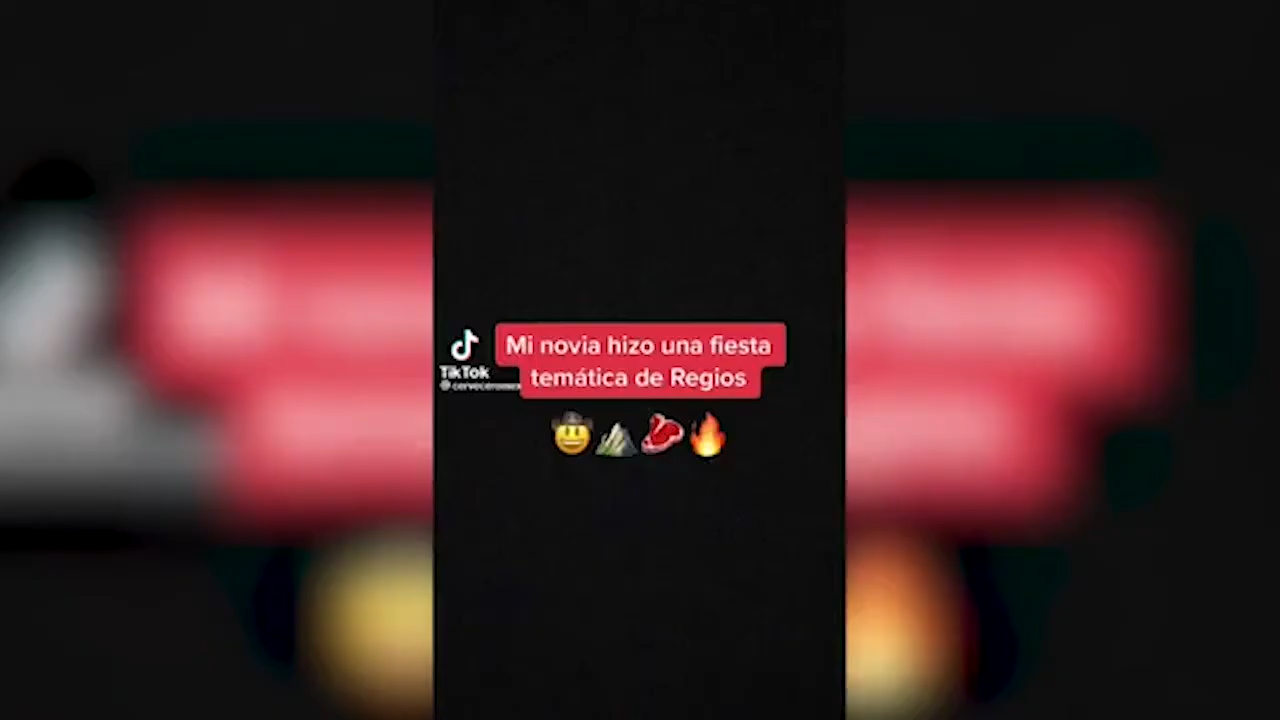 Mi novia hizo una fiesta
temática de Regios
🤠⛰️🥩🔥
TikTok